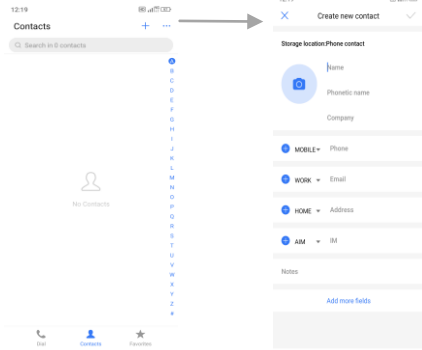 12:19
Contacts
Search in 0 contacts
A
B
C
D
E
F
G
H
I
J
K
L
M
N
O
P
Q
R
S
T
U
V
W
X
Y
Z
#
No Contacts
Dial
Contacts
Favorites
Create new contact
Storage location:Phone contact
Name
Phonetic name
Company
MOBILE Phone
WORK Email
HOME Address
AIM IM
Notes
Add more fields